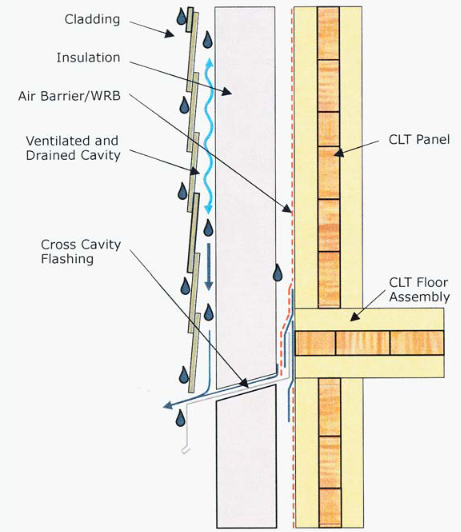 Cladding
Insulation
Air Barrier/WRB
Ventilated and
Drained Cavity
Cross Cavity
Flashing
CLT Panel
CLT Floor
Assembly